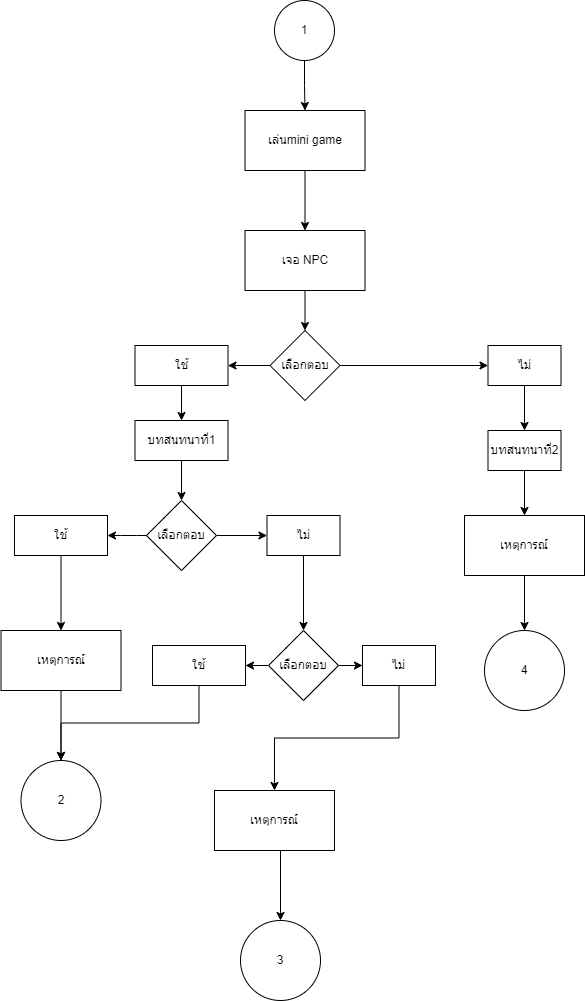 1
เล่นmini game
เจอ NPC
ใช้
เลือกตอบ
ไม่
บทสนทนาที่1
บทสนทนาที่2
ใช้
เลือกตอบ
ไม่
เหตุการณ์
เหตุการณ์
ใช้
เลือกตอบ
ไม่
4
2
เหตุการณ์
3